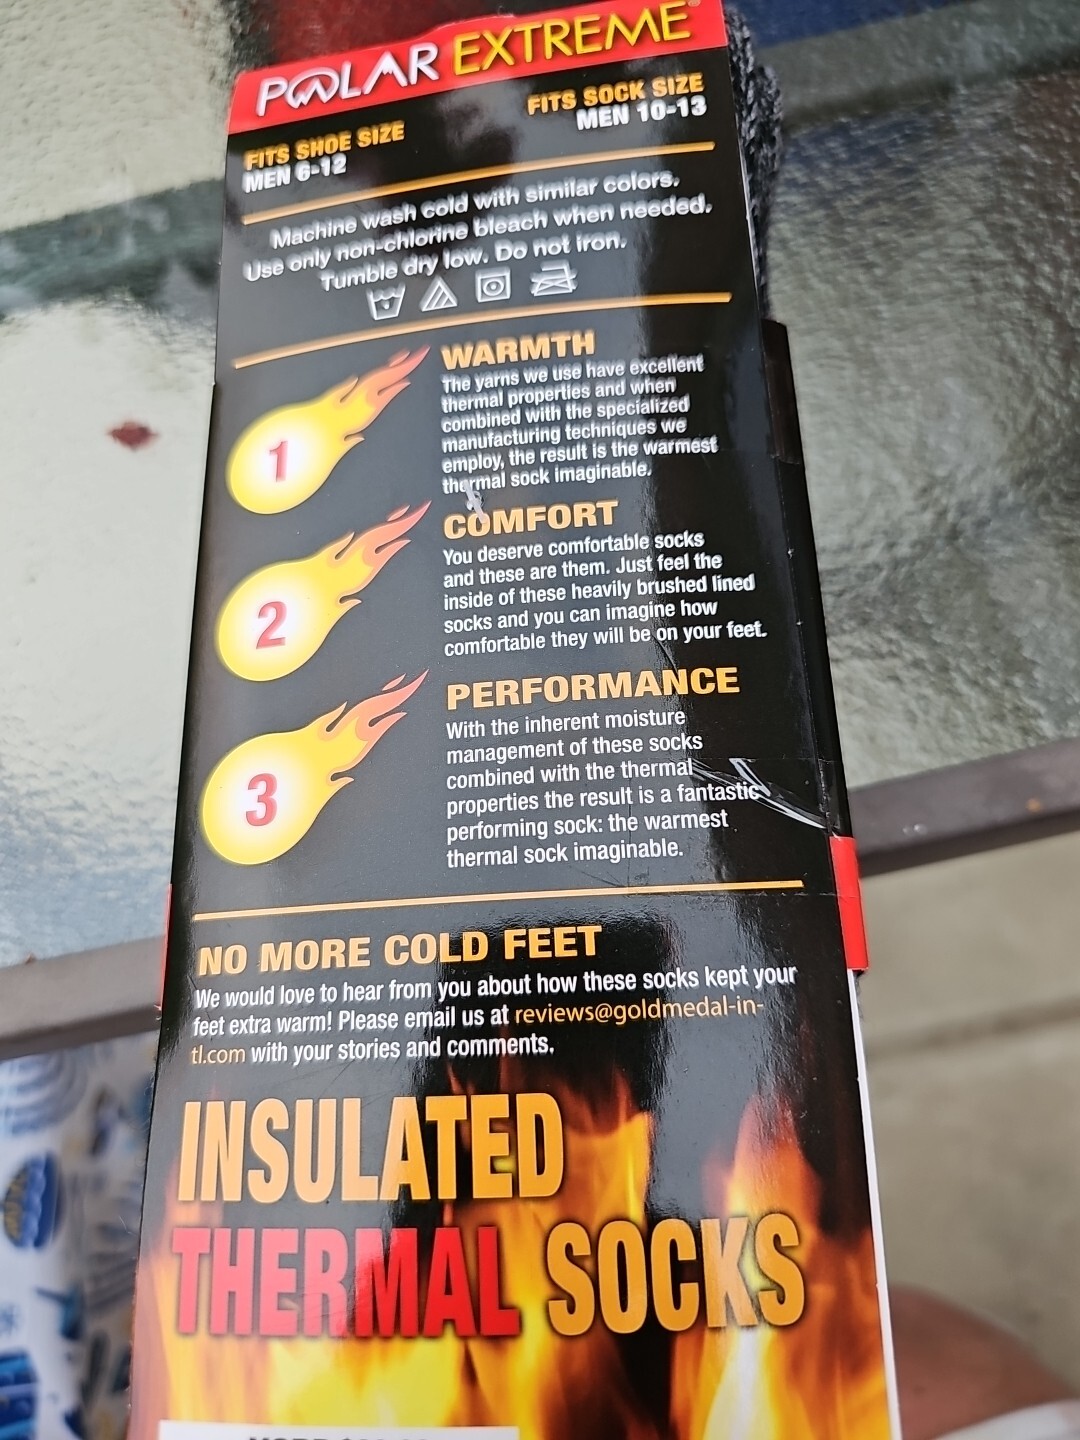 POLAR EXTREME
FITS SHOE SIZE
MEN 6-12
FITS SOCK SIZE
MEN 10-13
Machine wash cold with similar colors.
Use only non-chlorine bleach when needed.
Tumble dry low. Do not iron.
1
WARMTH
The yarns we use have excellent
thermal properties and when
combined with the specialized
manufacturing techniques we
employ, the result is the warmest
thermal sock imaginable.
2
COMFORT
You deserve comfortable socks
and these are them. Just feel the
inside of these heavily brushed lined
socks and you can imagine how
comfortable they will be on your feet.
3
PERFORMANCE
With the inherent moisture
management of these socks
combined with the thermal
properties the result is a fantastic
performing sock: the warmest
thermal sock imaginable.
NO MORE COLD FEET
We would love to hear from you about how these socks kept your
feet extra warm! Please email us at reviews@goldmedal-in-
tl.com with your stories and comments.
INSULATED
THERMAL SOCKS